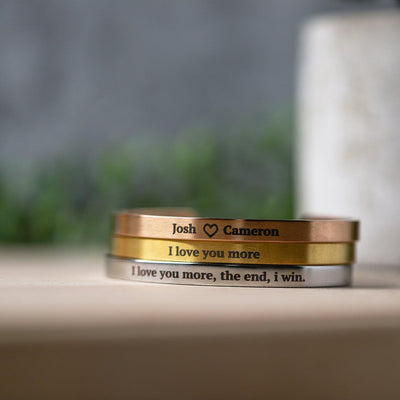 Josh ♡ Cameron
I love you more
I love you more, the end, i win.